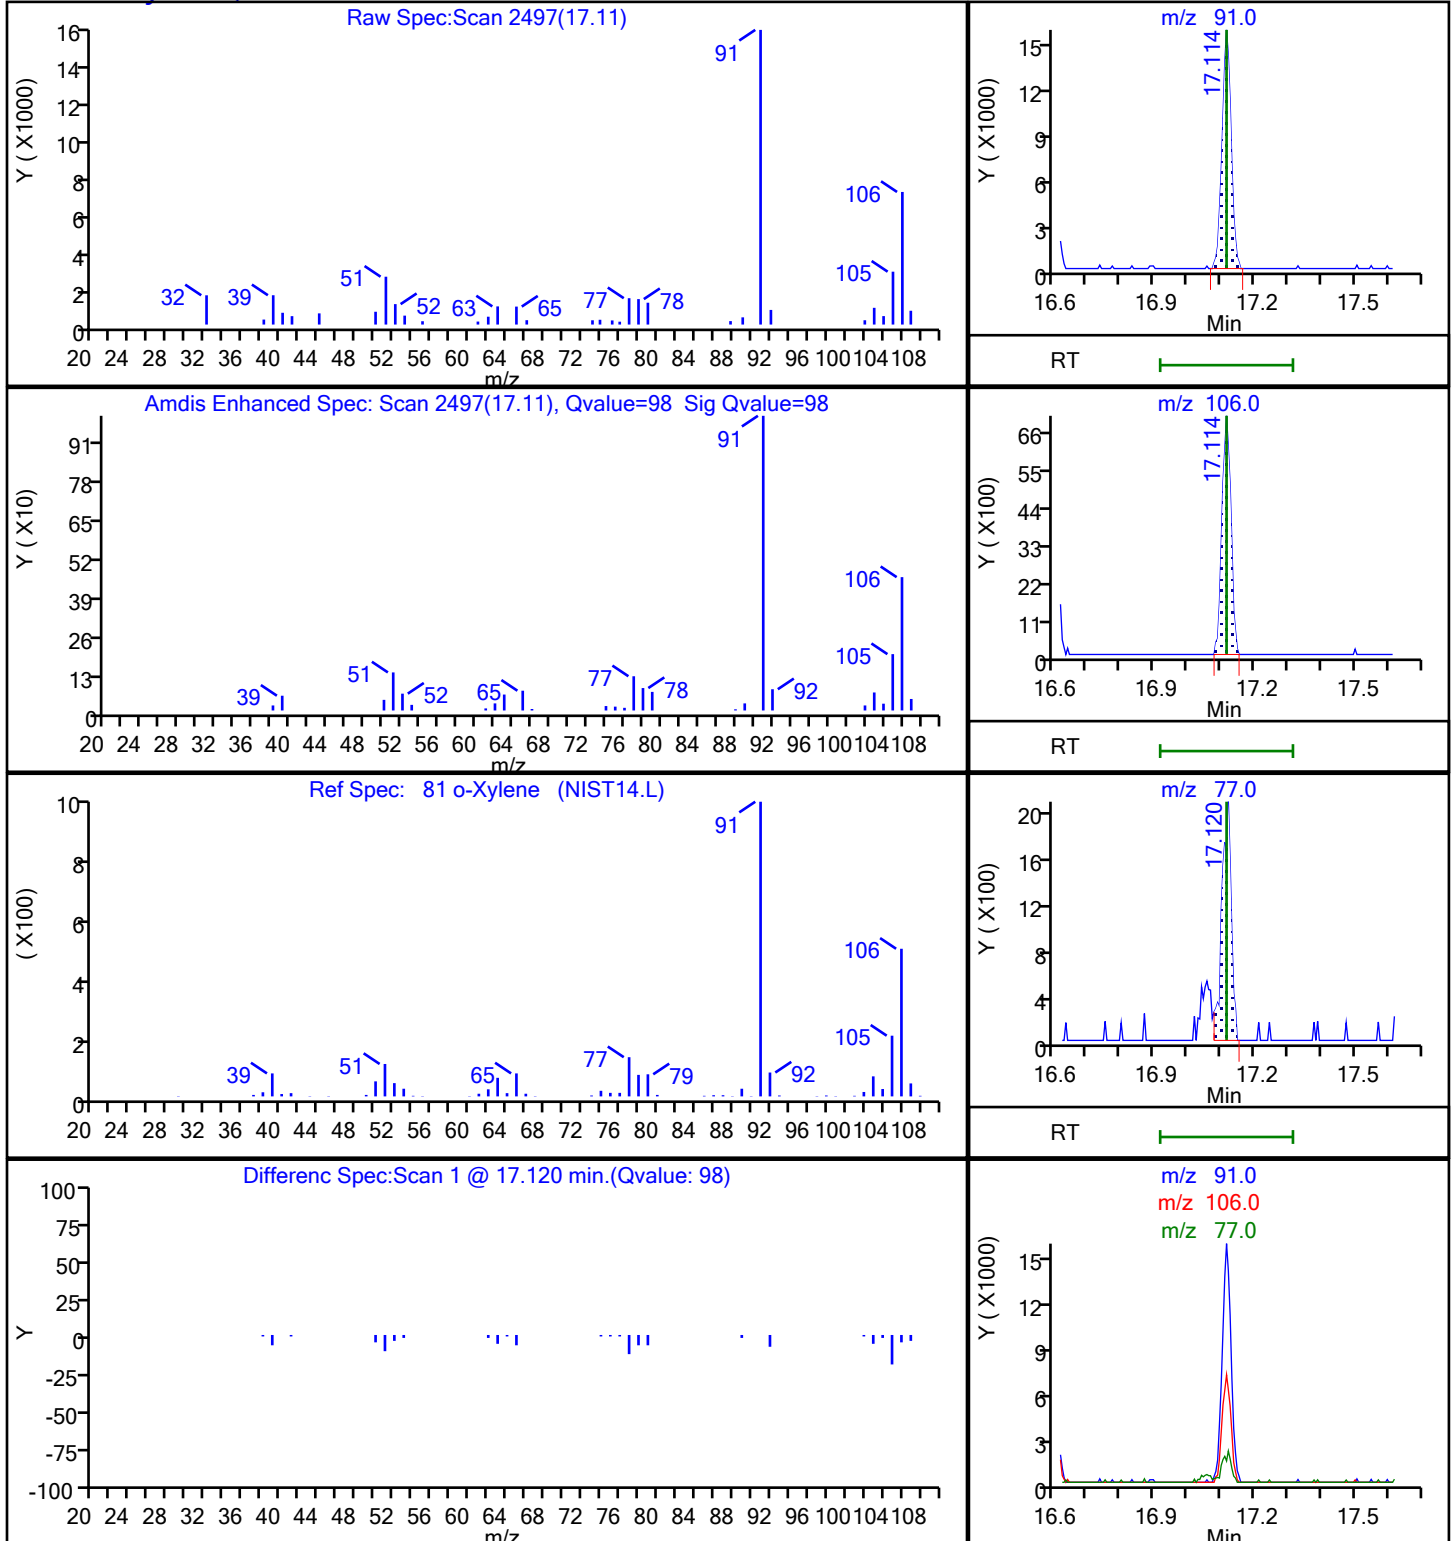 Raw Spec:Scan 2497(17.11)
16
14
12
10
8
6
4
2
0
Y ( X1000)
91
106
105
51
32
39
52
63
65
77
78
20 24 28 32 36 40 44 48 52 56 60 64 68 72 76 80 84 88 92 96 100 104 108
m/z
m/z 91.0
15
12
9
6
3
0
Y ( X1000)
17.114
16.6 16.9 17.2 17.5
Min
RT
Amdis Enhanced Spec: Scan 2497(17.11), Qvalue=98 Sig Qvalue=98
91
78
65
52
39
26
13
0
Y ( X10)
91
106
105
51
39
52
65
77
78
92
20 24 28 32 36 40 44 48 52 56 60 64 68 72 76 80 84 88 92 96 100 104 108
m/z
m/z 106.0
66
55
44
33
22
11
0
Y ( X100)
17.114
16.6 16.9 17.2 17.5
Min
RT
Ref Spec: 81 o-Xylene (NIST14.L)
10
8
6
4
2
0
( X100)
91
106
105
39
51
65
77
79
92
20 24 28 32 36 40 44 48 52 56 60 64 68 72 76 80 84 88 92 96 100 104 108
m/z 77.0
20
16
12
8
4
0
Y ( X100)
17.120
16.6 16.9 17.2 17.5
Min
RT
Differenc Spec:Scan 1 @ 17.120 min.(Qvalue: 98)
100
75
50
25
0
-25
-50
-75
-100
Y
20 24 28 32 36 40 44 48 52 56 60 64 68 72 76 80 84 88 92 96 100 104 108
m/z
m/z 91.0
m/z 106.0
m/z 77.0
15
12
9
6
3
0
Y ( X1000)
16.6 16.9 17.2 17.5
Min